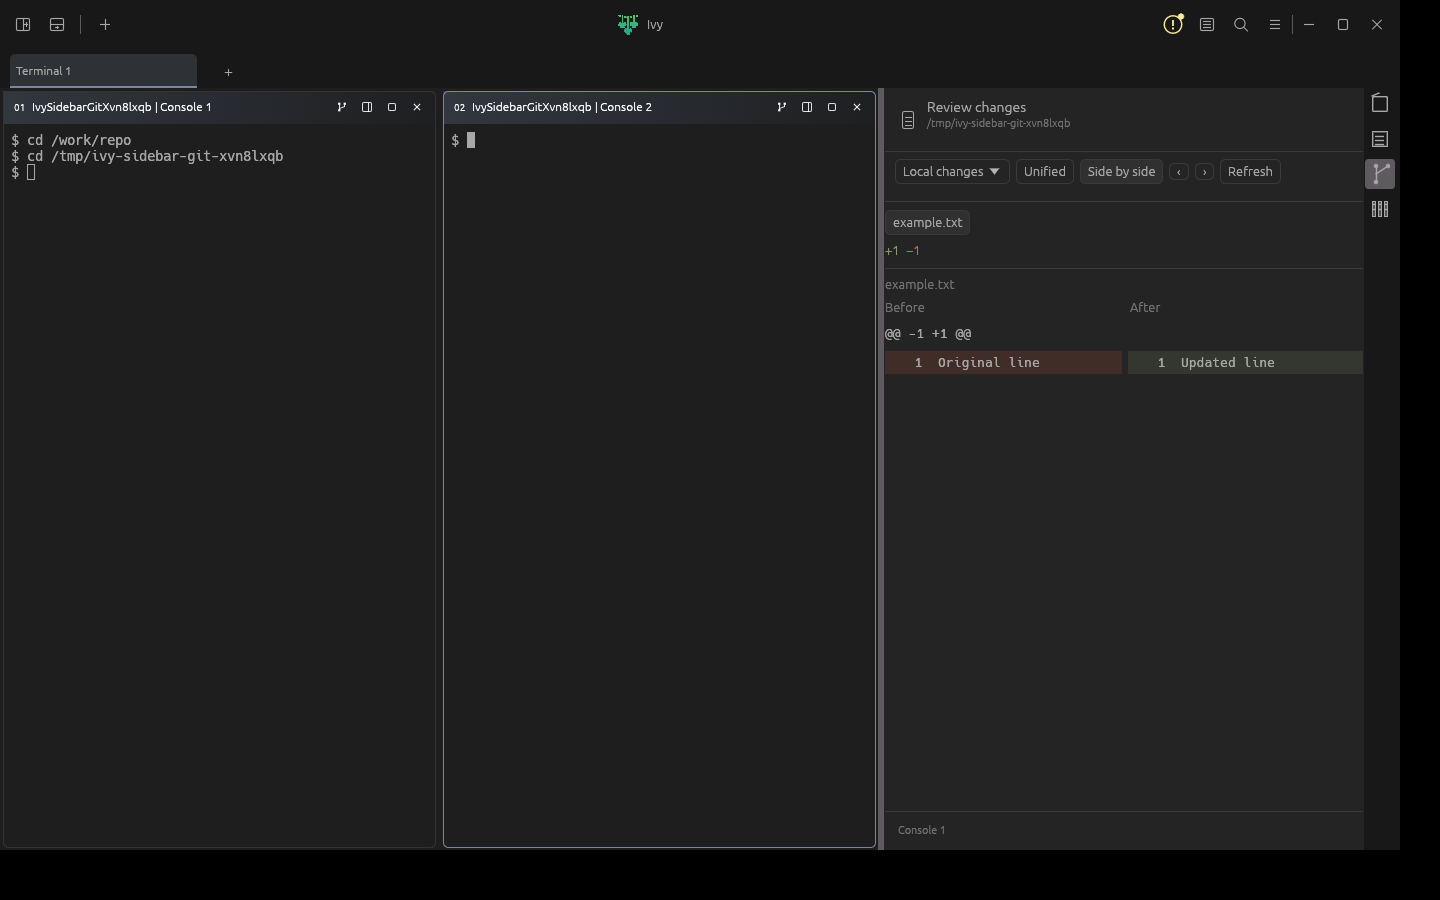 Ivy
Terminal 1
01 IvySidebarGitXvn8lxqb | Console 1
$ cd /work/repo
$ cd /tmp/ivy-sidebar-git-xvn8lxqb
$
02 IvySidebarGitXvn8lxqb | Console 2
$
Review changes
/tmp/ivy-sidebar-git-xvn8lxqb
Local changes Unified Side by side ‹ › Refresh
example.txt
+1 −1
example.txt
Before After
@@ -1 +1 @@
1 Original line 1 Updated line
Console 1